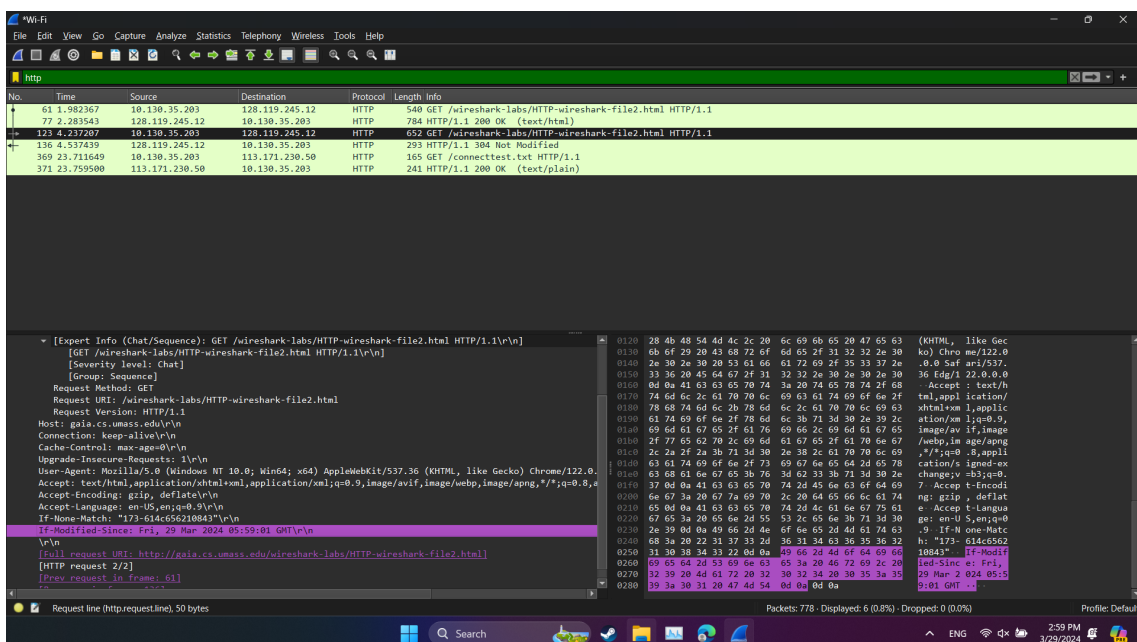 *Wi-Fi
File Edit View Go Capture Analyze Statistics Telephony Wireless Tools Help
http
No. Time Source Destination Protocol Length Info
61 1.982367 10.130.35.203 128.119.245.12 HTTP 540 GET /wireshark-labs/HTTP-wireshark-file2.html HTTP/1.1
77 2.283543 128.119.245.12 10.130.35.203 HTTP 784 HTTP/1.1 200 OK (text/html)
123 4.237207 10.130.35.203 128.119.245.12 HTTP 652 GET /wireshark-labs/HTTP-wireshark-file2.html HTTP/1.1
136 4.537439 128.119.245.12 10.130.35.203 HTTP 293 HTTP/1.1 304 Not Modified
369 23.711649 10.130.35.203 113.171.230.50 HTTP 165 GET /connecttest.txt HTTP/1.1
371 23.759500 113.171.230.50 10.130.35.203 HTTP 241 HTTP/1.1 200 OK (text/plain)
[Expert Info (Chat/Sequence): GET /wireshark-labs/HTTP-wireshark-file2.html HTTP/1.1\r\n]
[GET /wireshark-labs/HTTP-wireshark-file2.html HTTP/1.1\r\n]
[Severity level: Chat]
[Group: Sequence]
Request Method: GET
Request URI: /wireshark-labs/HTTP-wireshark-file2.html
Request Version: HTTP/1.1
Host: gaia.cs.umass.edu\r\n
Connection: keep-alive\r\n
Cache-Control: max-age=0\r\n
Upgrade-Insecure-Requests: 1\r\n
User-Agent: Mozilla/5.0 (Windows NT 10.0; Win64; x64) AppleWebKit/537.36 (KHTML, like Gecko) Chrome/122.0.
Accept: text/html,application/xhtml+xml,application/xml;q=0.9,image/avif,image/webp,image/apng,*/*;q=0.8,a
Accept-Encoding: gzip, deflate\r\n
Accept-Language: en-US,en;q=0.9\r\n
If-None-Match: "173-614c656210843"\r\n
If-Modified-Since: Fri, 29 Mar 2024 05:59:01 GMT\r\n
\r\n
[Full request URI: http://gaia.cs.umass.edu/wireshark-labs/HTTP-wireshark-file2.html]
[HTTP request 2/2]
[Prev request in frame: 61]
0120 28 4b 48 54 4d 4c 2c 20 6c 69 6b 65 20 47 65 63 (KHTML, like Gec
0130 6b 6f 29 20 43 68 72 6f 6d 65 2f 31 32 32 2e 30 ko) Chro me/122.0
0140 2e 30 2e 30 20 53 61 66 61 72 69 2f 35 33 37 2e .0.0 Saf ari/537.
0150 33 36 20 45 64 67 2f 31 32 32 2e 30 2e 30 2e 30 36 Edg/1 22.0.0.0
0160 0d 0a 41 63 63 65 70 74 3a 20 74 65 78 74 2f 68 ··Accept : text/h
0170 74 6d 6c 2c 61 70 70 6c 69 63 61 74 69 6f 6e 2f tml,appl ication/
0180 78 68 74 6d 6c 2b 78 6d 6c 2c 61 70 70 6c 69 63 xhtml+xm l,applic
0190 61 74 69 6f 6e 2f 78 6d 6c 3b 71 3d 30 2e 39 2c ation/xm l;q=0.9,
01a0 69 6d 61 67 65 2f 61 76 69 66 2c 69 6d 61 67 65 image/av if,image
01b0 2f 77 65 62 70 2c 69 6d 61 67 65 2f 61 70 6e 67 /webp,im age/apng
01c0 2c 2a 2f 2a 3b 71 3d 30 2e 38 2c 61 70 70 6c 69 ,*/*;q=0 .8,appli
01d0 63 61 74 69 6f 6e 2f 73 69 67 6e 65 64 2d 65 78 cation/s igned-ex
01e0 63 68 61 6e 67 65 3b 76 3d 62 33 3b 71 3d 30 2e change;v =b3;q=0.
01f0 37 0d 0a 41 63 63 65 70 74 2d 45 6e 63 6f 64 69 7··Accep t-Encodi
0200 6e 67 3a 20 67 7a 69 70 2c 20 64 65 66 6c 61 74 ng: gzip , deflat
0210 65 0d 0a 41 63 63 65 70 74 2d 4c 61 6e 67 75 61 e··Accep t-Langua
0220 67 65 3a 20 65 6e 2d 55 53 2c 65 6e 3b 71 3d 30 ge: en-U S,en;q=0
0230 2e 39 0d 0a 49 66 2d 4e 6f 6e 65 2d 4d 61 74 63 .9··If-N one-Matc
0240 68 3a 20 22 31 37 33 2d 36 31 34 63 36 35 36 32 h: "173- 614c6562
0250 31 30 38 34 33 22 0d 0a 49 66 2d 4d 6f 64 69 66 10843"·· If-Modif
0260 69 65 64 2d 53 69 6e 63 65 3a 20 46 72 69 2c 20 ied-Sinc e: Fri,
0270 32 39 20 4d 61 72 20 32 30 32 34 20 30 35 3a 35 29 Mar 2 024 05:5
0280 39 3a 30 31 20 47 4d 54 0d 0a 0d 0a 9:01 GMT ····
Request line (http.request.line), 50 bytes Packets: 778 · Displayed: 6 (0.8%) · Dropped: 0 (0.0%) Profile: Defaul
Search
ENG
2:59 PM
3/29/2024